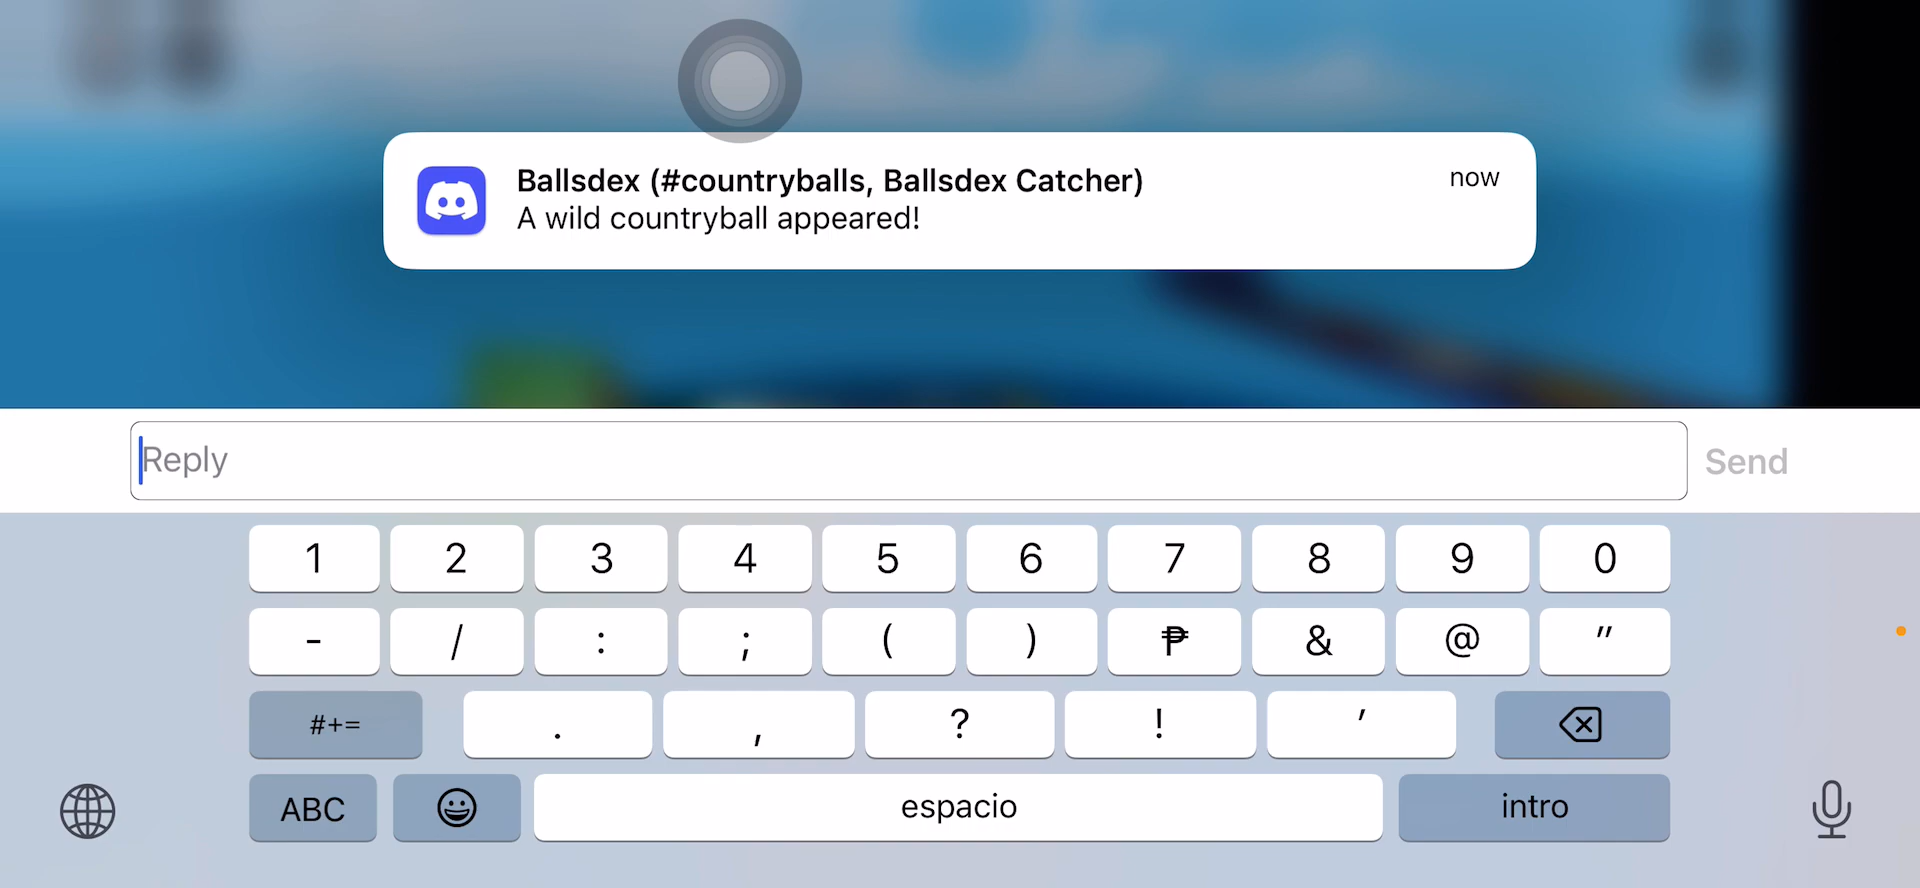 Ballsdex (#countryballs, Ballsdex Catcher)
now
A wild countryball appeared!
Reply
Send
1 2 3 4 5 6 7 8 9 0
- / : ; ( ) ₱ & @ "
#+= . , ? ! '
ABC espacio intro